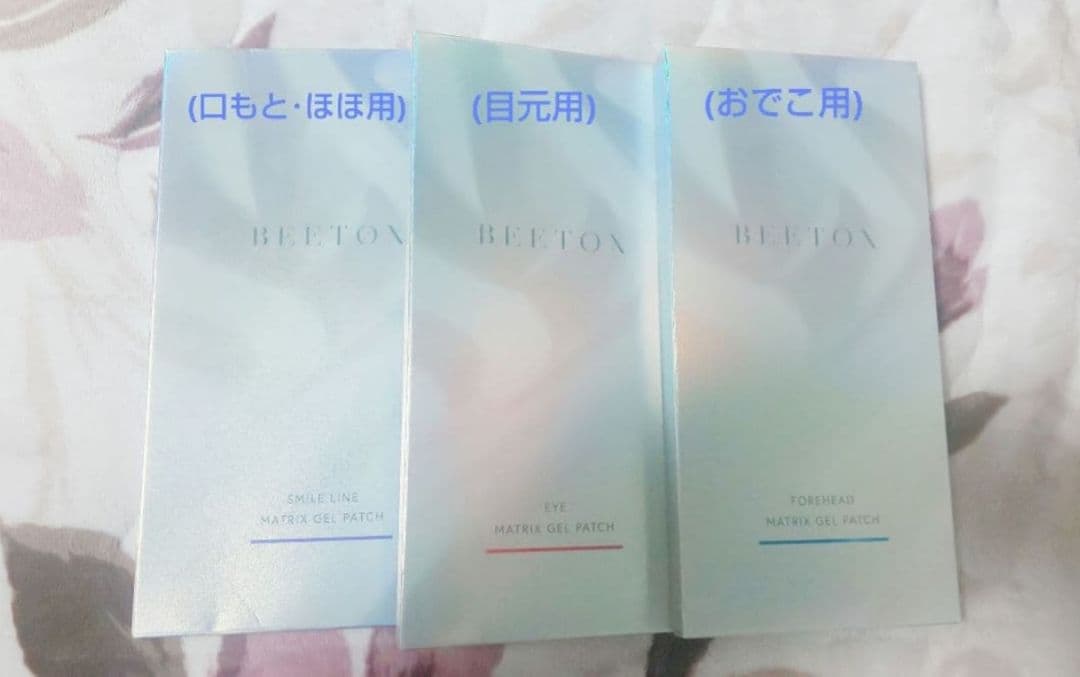 (口もと･ほほ用)
BEETOX
SMILE LINE
MATRIX GEL PATCH
(目元用)
BEETOX
EYE
MATRIX GEL PATCH
(おでこ用)
BEETOX
FOREHEAD
MATRIX GEL PATCH